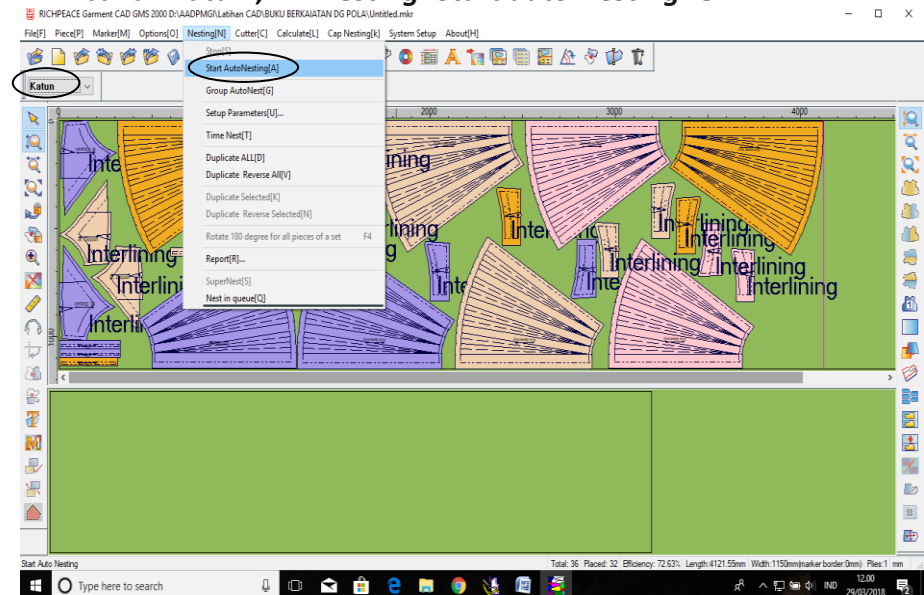 RICHPEACE Garment CAD GMS 2000 D:\AADPMGI\Latihan CAD\BUKU BERKAIATAN DG POLA\Untitled.mkr
File[F] Piece[P] Marker[M] Options[O] Nesting[N] Cutter[C] Calculate[L] Cap Nesting[k] System Setup About[H]
Stop[S]
Start AutoNesting[A]
Group AutoNest[G]
Setup Parameters[U]...
Time Nest[T]
Duplicate ALL[D]
Duplicate Reverse All[V]
Duplicate Selected[K]
Duplicate Reverse Selected[N]
Rotate 180 degree for all pieces of a set F4
Report[R]...
SuperNest[S]
Nest in queue[Q]
Katun
0 2000 3000 4000
1000
Interlining
Interlining
Interlining
Interlining
Interlining
Start Auto Nesting
Total: 36 Placed: 32 Efficiency: 72.63% Length:4121.55mm Width:1150mm(marker border:0mm) Plies:1 mm
Type here to search
IND
12.00
29/03/2018